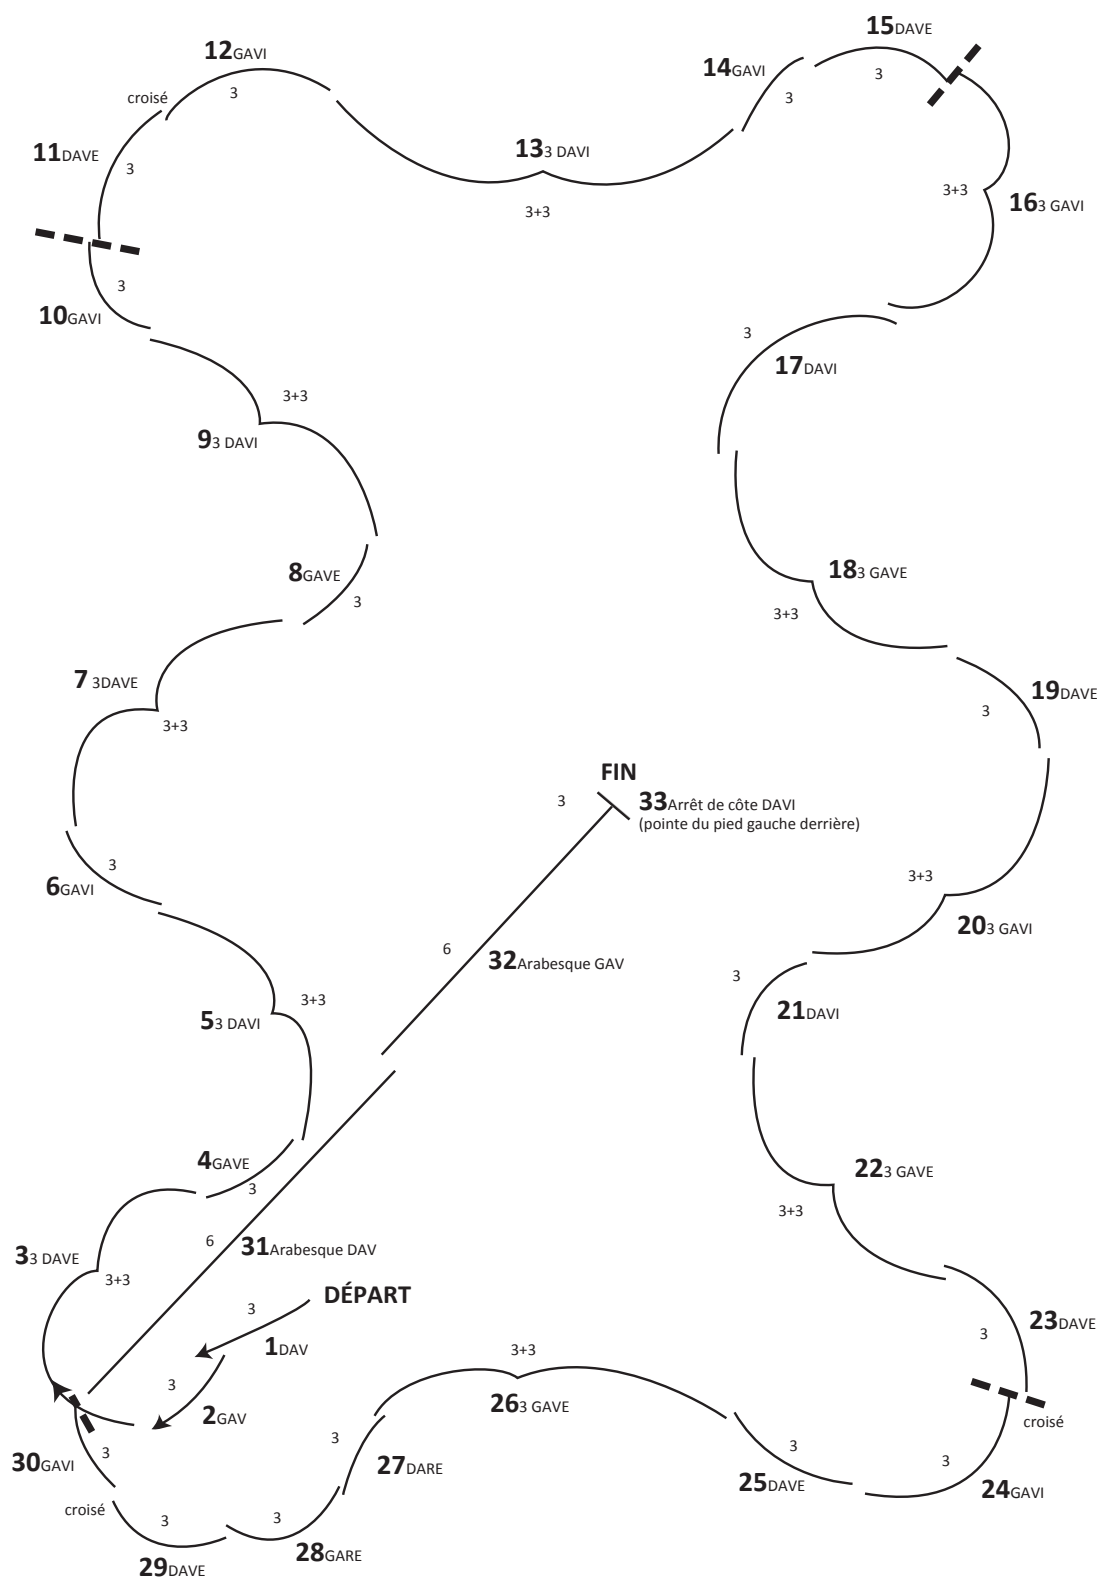 15DAVE
3
12GAVI
3
croisé
14GAVI
3
11DAVE
3
133 DAVI
3+3
3+3
163 GAVI
3
10GAVI
3
17DAVI
3+3
93 DAVI
8GAVE
3
183 GAVE
3+3
7 3DAVE
3+3
19DAVE
3
FIN
3
33Arrêt de côte DAVI
(pointe du pied gauche derrière)
3
6GAVI
3+3
203 GAVI
6
32Arabesque GAV
3
21DAVI
3+3
53 DAVI
4GAVE
3
223 GAVE
3+3
6
31Arabesque DAV
33 DAVE
3+3
DÉPART
3
1DAV
3
2GAV
23DAVE
3
croisé
3+3
263 GAVE
30GAVI
3
croisé
3
27DARE
3
25DAVE
3
24GAVI
3
29DAVE
3
28GARE